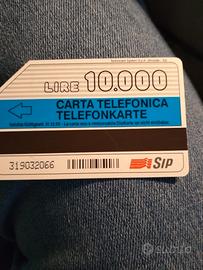 LIRE 10.000
CARTA TELEFONICA
TELEFONKARTE
319032066
SIP
subito